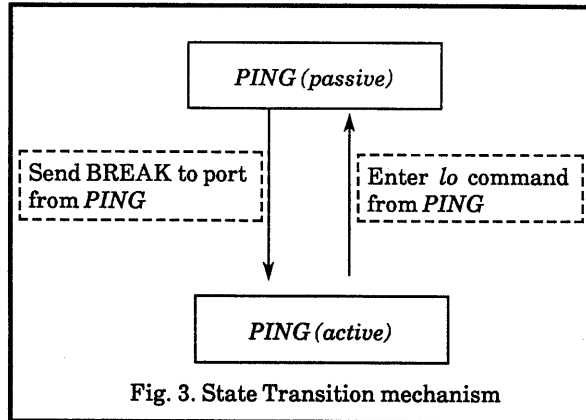 PING (passive)
Send BREAK to port
from PING
Enter lo command
from PING
PING (active)
Fig. 3. State Transition mechanism